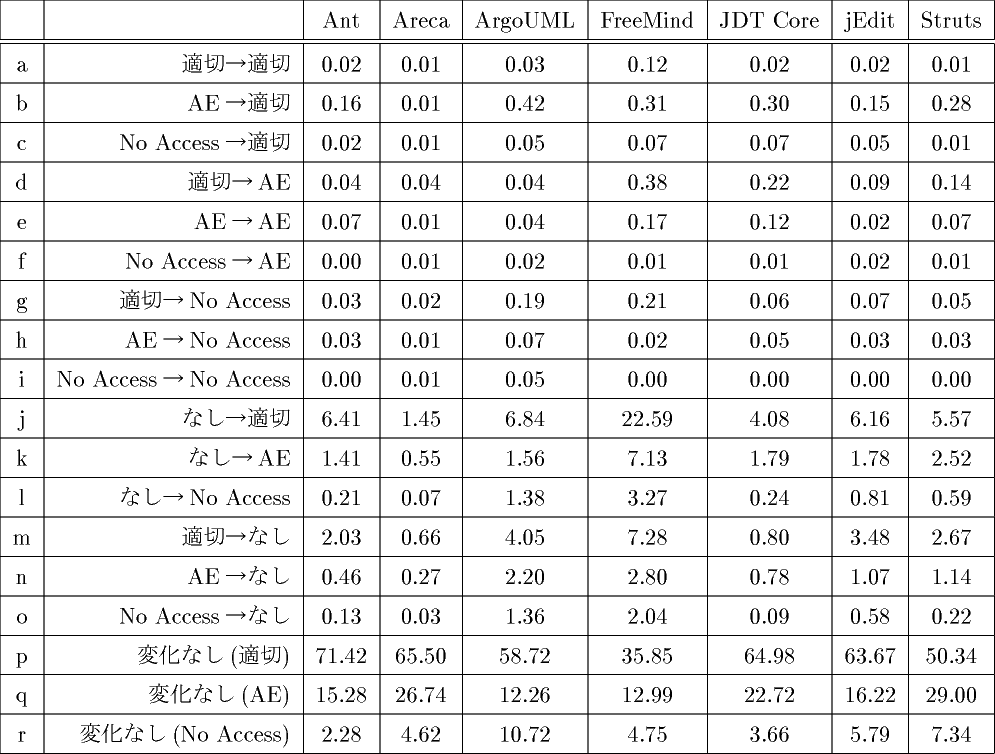 Ant Areca ArgoUML FreeMind JDT Core jEdit Struts
a 適切→適切 0.02 0.01 0.03 0.12 0.02 0.02 0.01
b AE→適切 0.16 0.01 0.42 0.31 0.30 0.15 0.28
c No Access→適切 0.02 0.01 0.05 0.07 0.07 0.05 0.01
d 適切→AE 0.04 0.04 0.04 0.38 0.22 0.09 0.14
e AE→AE 0.07 0.01 0.04 0.17 0.12 0.02 0.07
f No Access→AE 0.00 0.01 0.02 0.01 0.01 0.02 0.01
g 適切→No Access 0.03 0.02 0.19 0.21 0.06 0.07 0.05
h AE→No Access 0.03 0.01 0.07 0.02 0.05 0.03 0.03
i No Access→No Access 0.00 0.01 0.05 0.00 0.00 0.00 0.00
j なし→適切 6.41 1.45 6.84 22.59 4.08 6.16 5.57
k なし→AE 1.41 0.55 1.56 7.13 1.79 1.78 2.52
l なし→No Access 0.21 0.07 1.38 3.27 0.24 0.81 0.59
m 適切→なし 2.03 0.66 4.05 7.28 0.80 3.48 2.67
n AE→なし 0.46 0.27 2.20 2.80 0.78 1.07 1.14
o No Access→なし 0.13 0.03 1.36 2.04 0.09 0.58 0.22
p 変化なし(適切) 71.42 65.50 58.72 35.85 64.98 63.67 50.34
q 変化なし(AE) 15.28 26.74 12.26 12.99 22.72 16.22 29.00
r 変化なし(No Access) 2.28 4.62 10.72 4.75 3.66 5.79 7.34